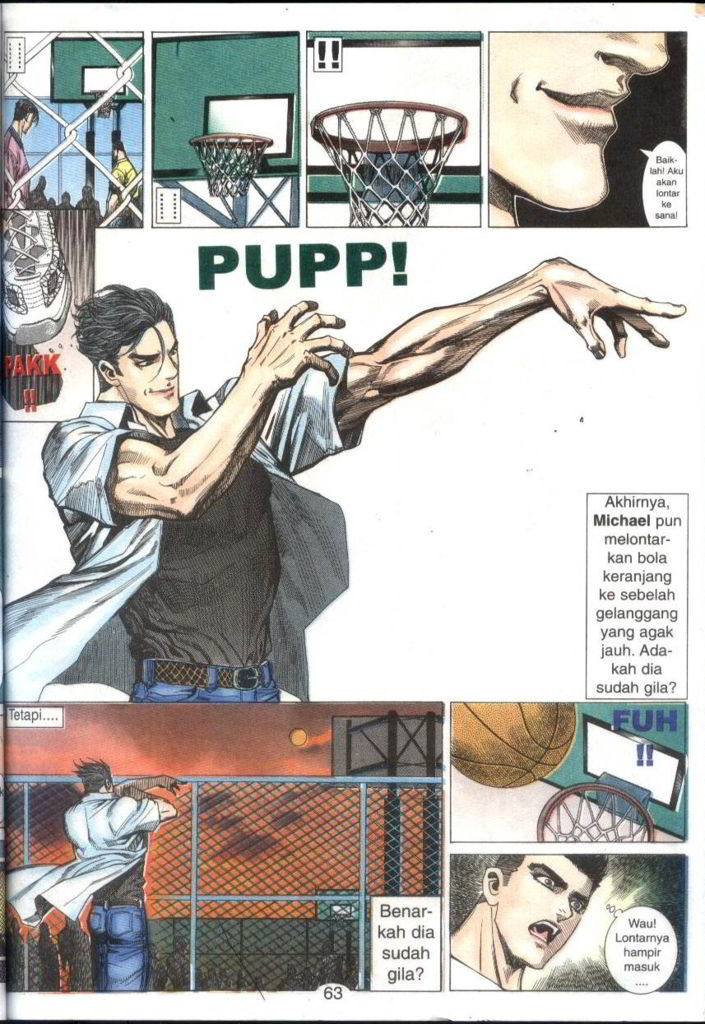 !!
Baik-
lah! Aku
akan
lontar
ke
sana!
PUPP!
PAKK
!!
Akhirnya,
Michael pun
melontar-
kan bola
keranjang
ke sebelah
gelanggang
yang agak
jauh. Ada-
kah dia
sudah gila?
Tetapi....
Benar-
kah dia
sudah
gila?
FUH
!!
Wau!
Lontarnya
hampir
masuk
....
63